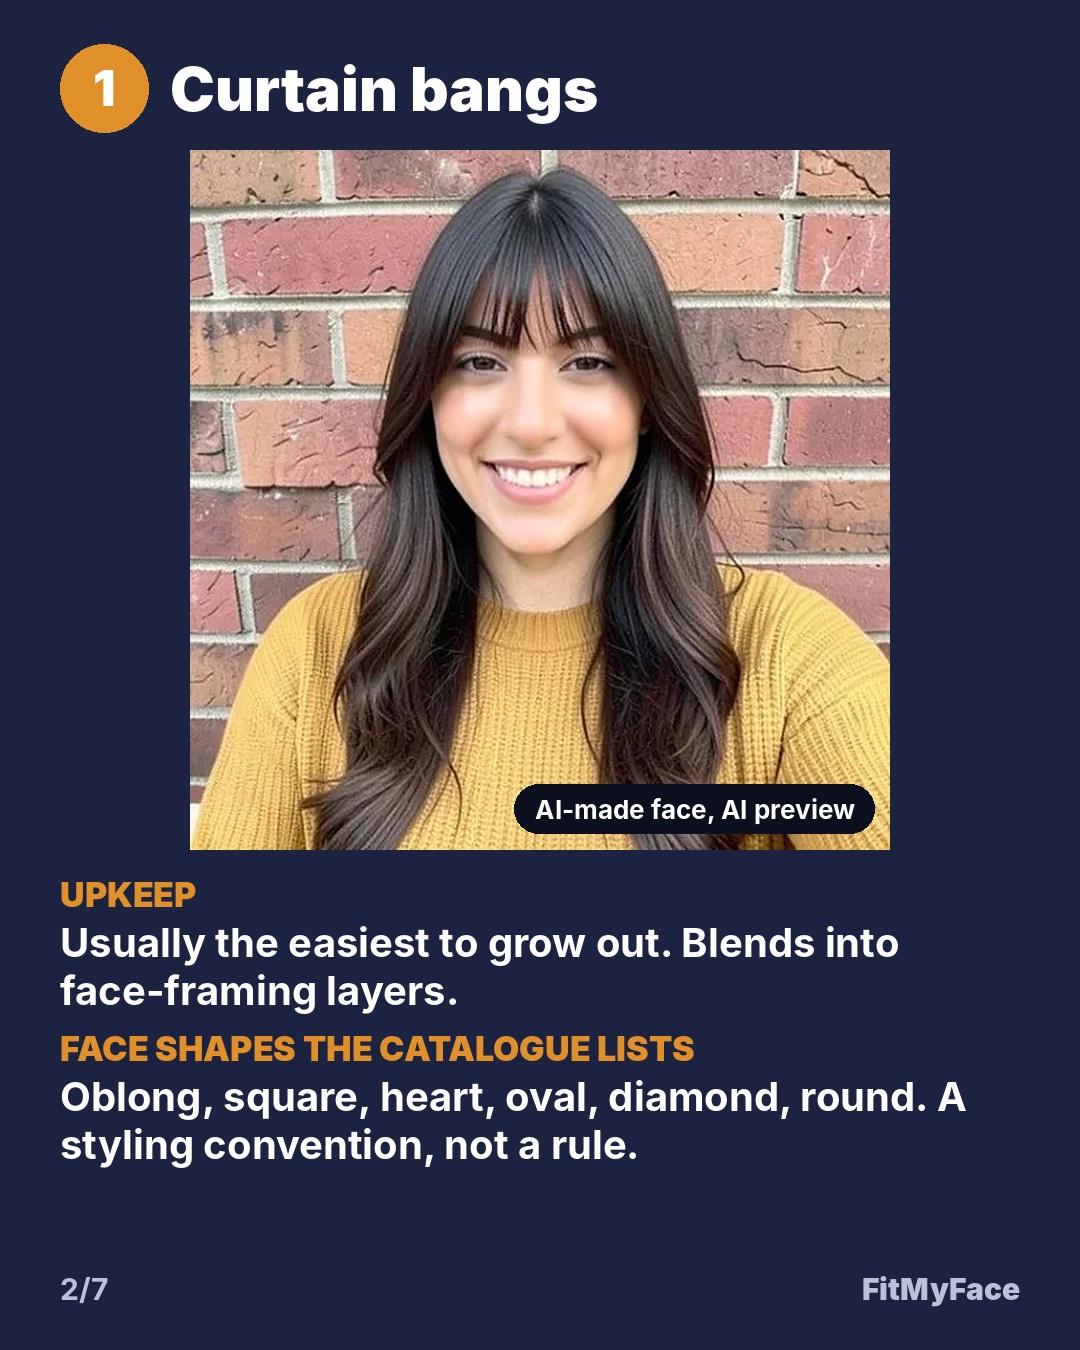 1 Curtain bangs
AI-made face, AI preview
UPKEEP
Usually the easiest to grow out. Blends into
face-framing layers.
FACE SHAPES THE CATALOGUE LISTS
Oblong, square, heart, oval, diamond, round. A
styling convention, not a rule.
2/7
FitMyFace